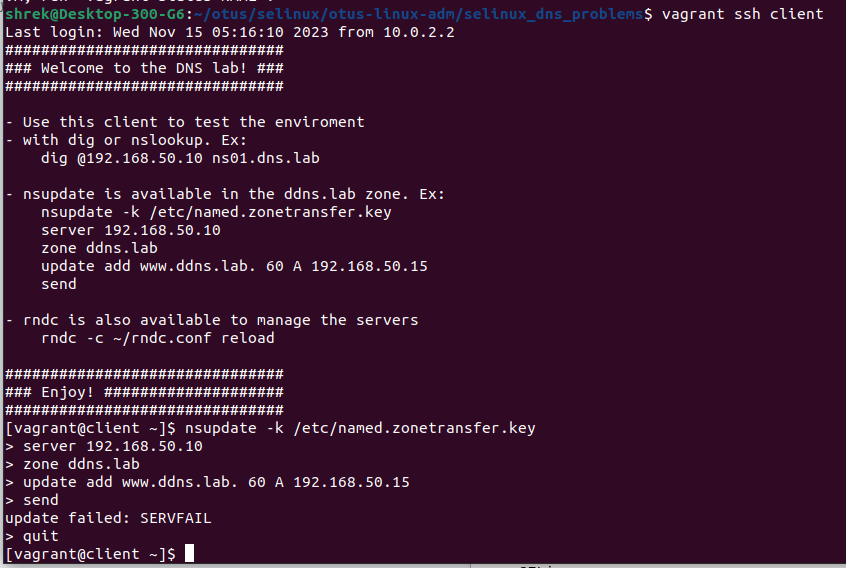 shrek@Desktop-300-G6:~/otus/selinux/otus-linux-adm/selinux_dns_problems$ vagrant ssh client
Last login: Wed Nov 15 05:16:10 2023 from 10.0.2.2
###############################
### Welcome to the DNS lab! ###
###############################
- Use this client to test the enviroment
- with dig or nslookup. Ex:
    dig @192.168.50.10 ns01.dns.lab
- nsupdate is available in the ddns.lab zone. Ex:
    nsupdate -k /etc/named.zonetransfer.key
    server 192.168.50.10
    zone ddns.lab
    update add www.ddns.lab. 60 A 192.168.50.15
    send
- rndc is also available to manage the servers
    rndc -c ~/rndc.conf reload
###############################
### Enjoy! ####################
###############################
[vagrant@client ~]$ nsupdate -k /etc/named.zonetransfer.key
> server 192.168.50.10
> zone ddns.lab
> update add www.ddns.lab. 60 A 192.168.50.15
> send
update failed: SERVFAIL
> quit
[vagrant@client ~]$